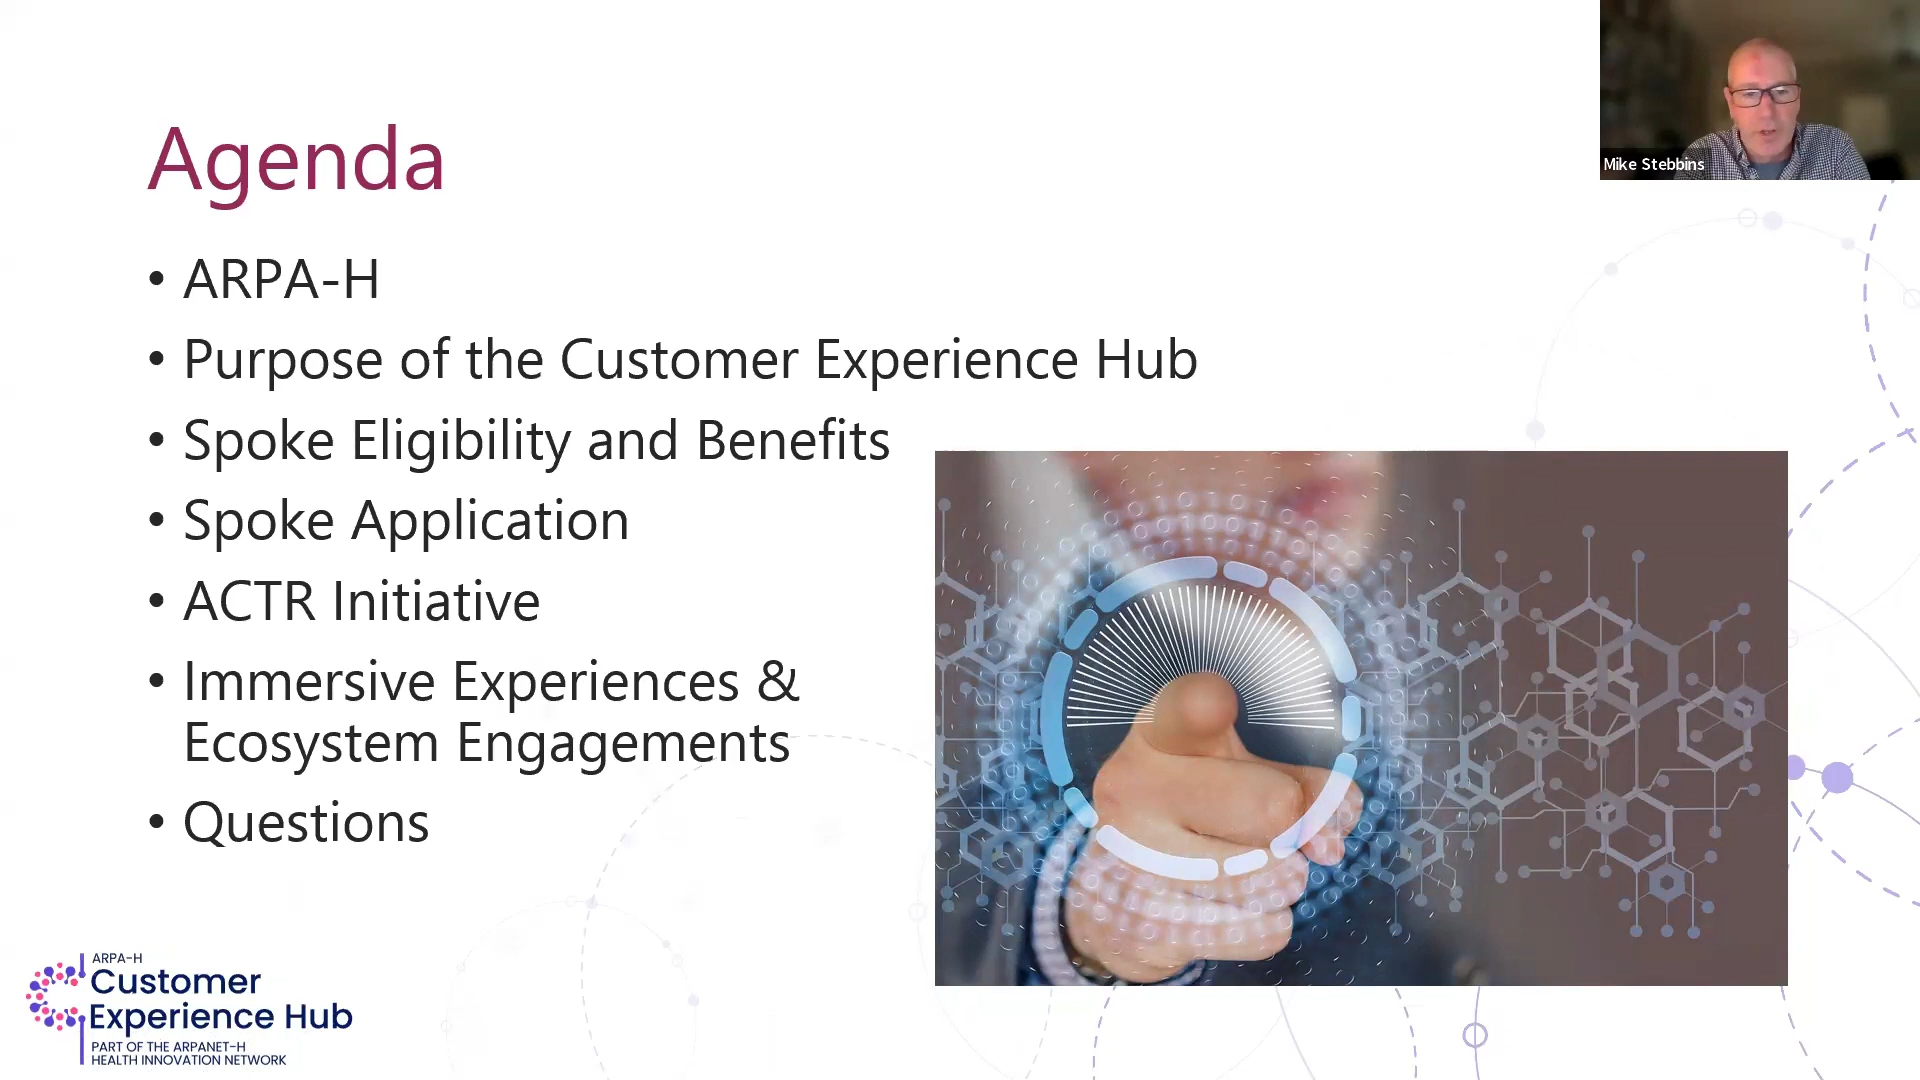 Mike Stebbins
Agenda
• ARPA-H
• Purpose of the Customer Experience Hub
• Spoke Eligibility and Benefits
• Spoke Application
• ACTR Initiative
• Immersive Experiences &
Ecosystem Engagements
• Questions
ARPA-H
Customer
Experience Hub
PART OF THE ARPANET-H
HEALTH INNOVATION NETWORK